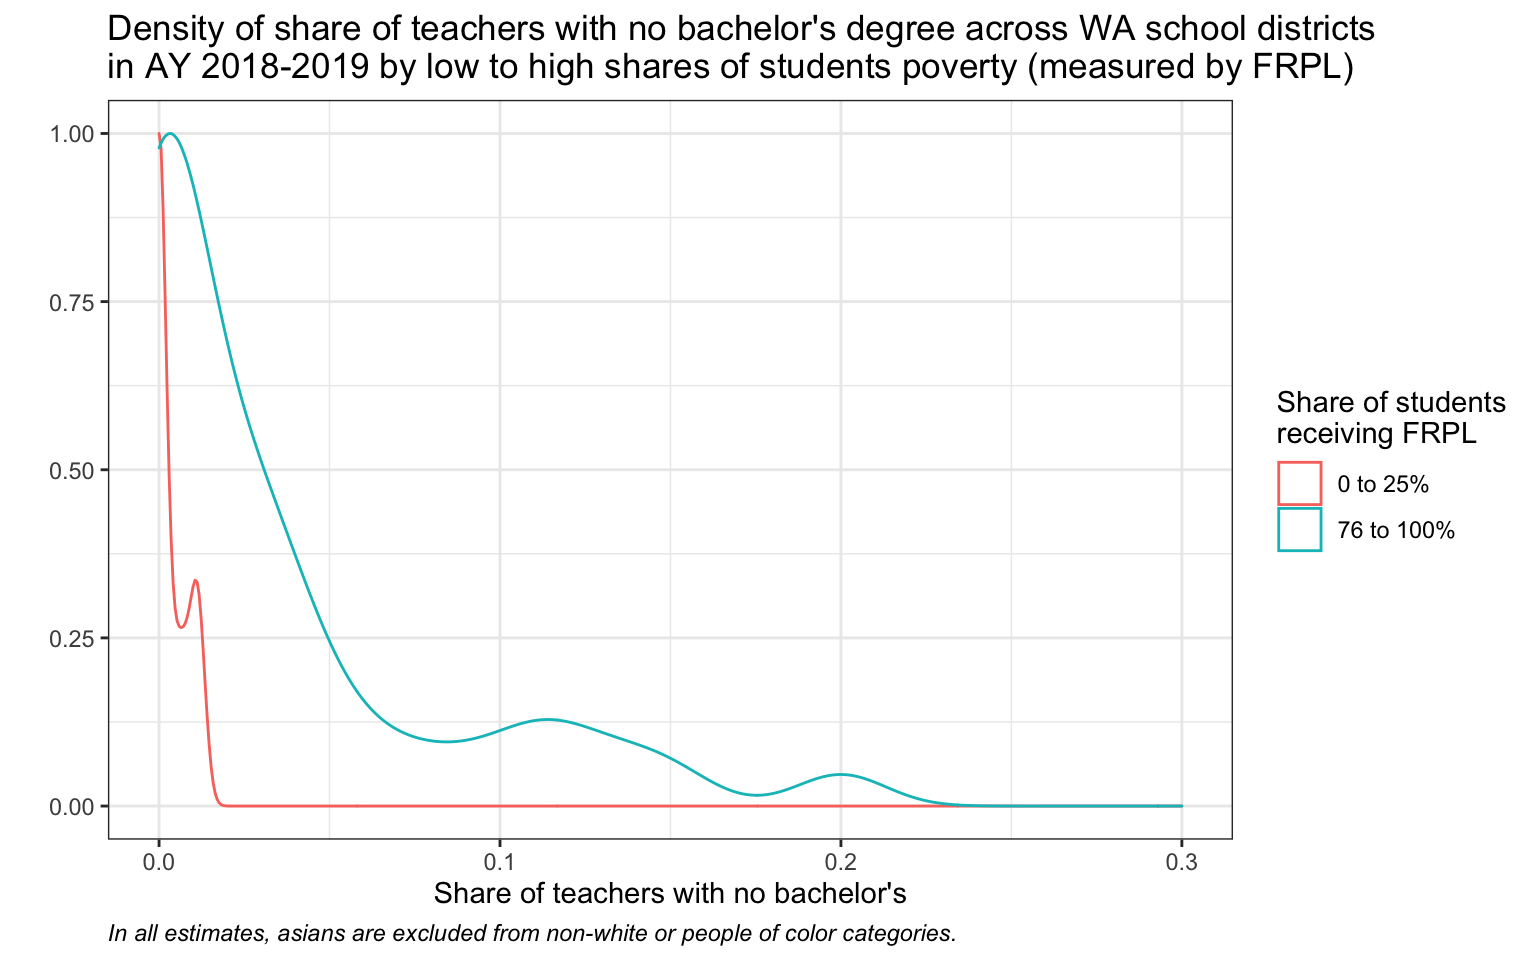 Density of share of teachers with no bachelor's degree across WA school districts
in AY 2018-2019 by low to high shares of students poverty (measured by FRPL)
1.00
0.75
0.50
0.25
0.00
0.0
0.1
0.2
0.3
Share of teachers with no bachelor's
Share of students
receiving FRPL
0 to 25%
76 to 100%
In all estimates, asians are excluded from non-white or people of color categories.